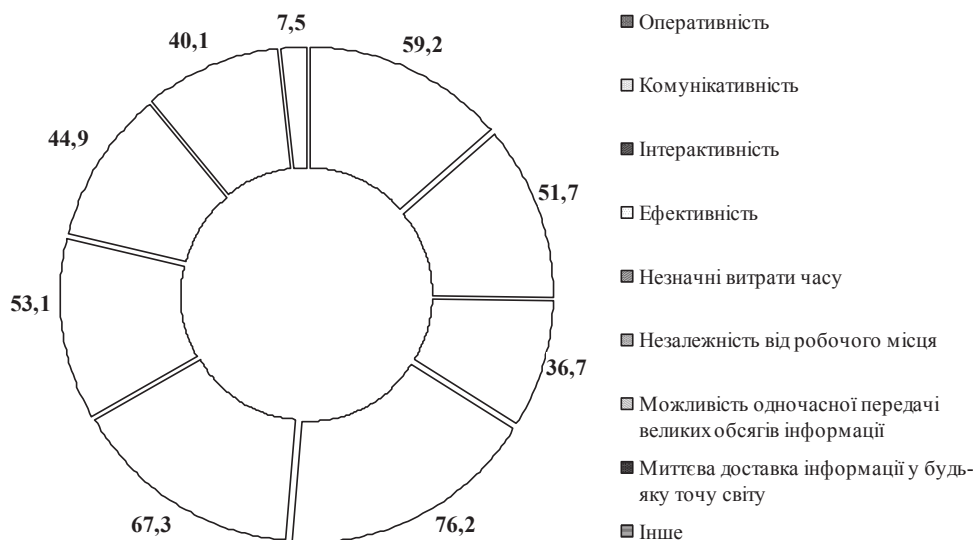 7,5
59,2
51,7
36,7
76,2
67,3
53,1
44,9
40,1
Оперативність
Комунікативність
Інтерактивність
Ефективність
Незначні витрати часу
Незалежність від робочого місця
Можливість одночасної передачі
великих обсягів інформації
Миттєва доставка інформації у будь-
яку точу світу
Інше